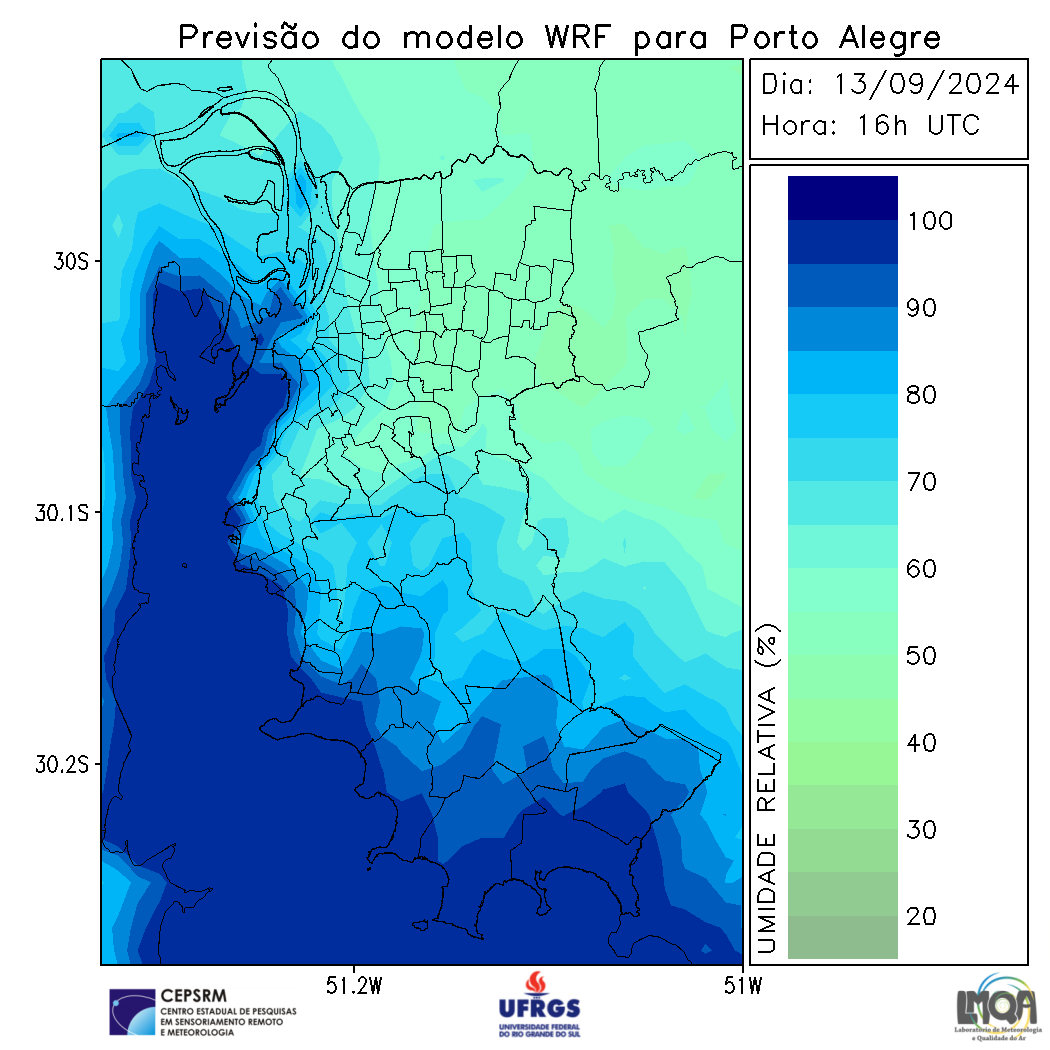 Previsão do modelo WRF para Porto Alegre
Dia: 13/09/2024
Hora: 16h UTC
30S
30.1S
30.2S
51.2W
51W
UMIDADE RELATIVA (%)
100
90
80
70
60
50
40
30
20
CEPSRM
CENTRO ESTADUAL DE PESQUISAS
EM SENSORIAMENTO REMOTO
E METEOROLOGIA
UFRGS
UNIVERSIDADE FEDERAL
DO RIO GRANDE DO SUL
LMQA
Laboratório de Meteorologia
e Qualidade do Ar